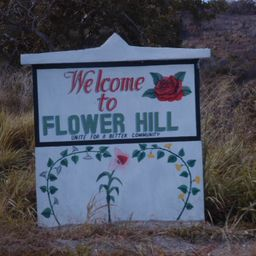 Welcome
to
FLOWER HILL
UNITE FOR A BETTER COMMUNITY